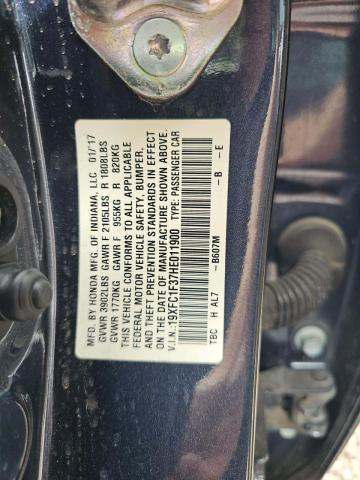 MFD. BY HONDA MFG. OF INDIANA, LLC 01/17
GVWR 3902LBS GAWR F 2105LBS R 1808LBS
GVWR 1770KG GAWR F 955KG R 820KG
THIS VEHICLE CONFORMS TO ALL APPLICABLE
FEDERAL MOTOR VEHICLE SAFETY, BUMPER,
AND THEFT PREVENTION STANDARDS IN EFFECT
ON THE DATE OF MANUFACTURE SHOWN ABOVE.
V.I.N.:19XFC1F37HE011900 TYPE: PASSENGER CAR
TBC H AL7 -B607M -B -E